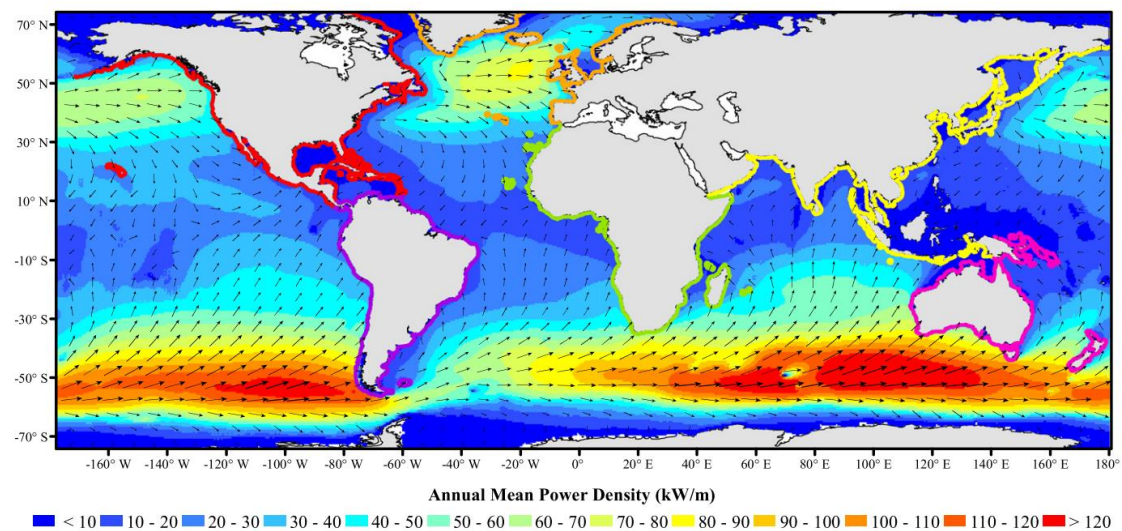 70° N
50° N
30° N
10° N
-10° S
-30° S
-50° S
-70° S
-160° W -140° W -120° W -100° W -80° W -60° W -40° W -20° W 0° 20° E 40° E 60° E 80° E 100° E 120° E 140° E 160° E 180°
Annual Mean Power Density (kW/m)
< 10 10 - 20 20 - 30 30 - 40 40 - 50 50 - 60 60 - 70 70 - 80 80 - 90 90 - 100 100 - 110 110 - 120 > 120